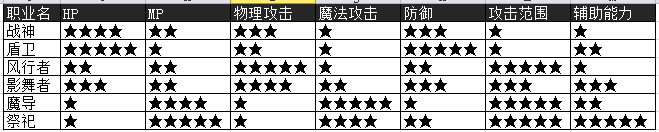 职业名 HP MP 物理攻击 魔法攻击 防御 攻击范围 辅助能力
战神 ★★★★ ★★ ★★★ ★ ★★★ ★ ★
盾卫 ★★★★★ ★ ★★ ★ ★★★★★ ★ ★★
风行者 ★★ ★★ ★★★★★ ★ ★★ ★★★★★ ★
影舞者 ★★★ ★★ ★★★★ ★★ ★★★ ★★★ ★★★
魔导 ★ ★★★★ ★ ★★★★★ ★ ★★★★ ★★
祭祀 ★ ★★★★★ ★ ★★★★ ★★ ★★★★ ★★★★★